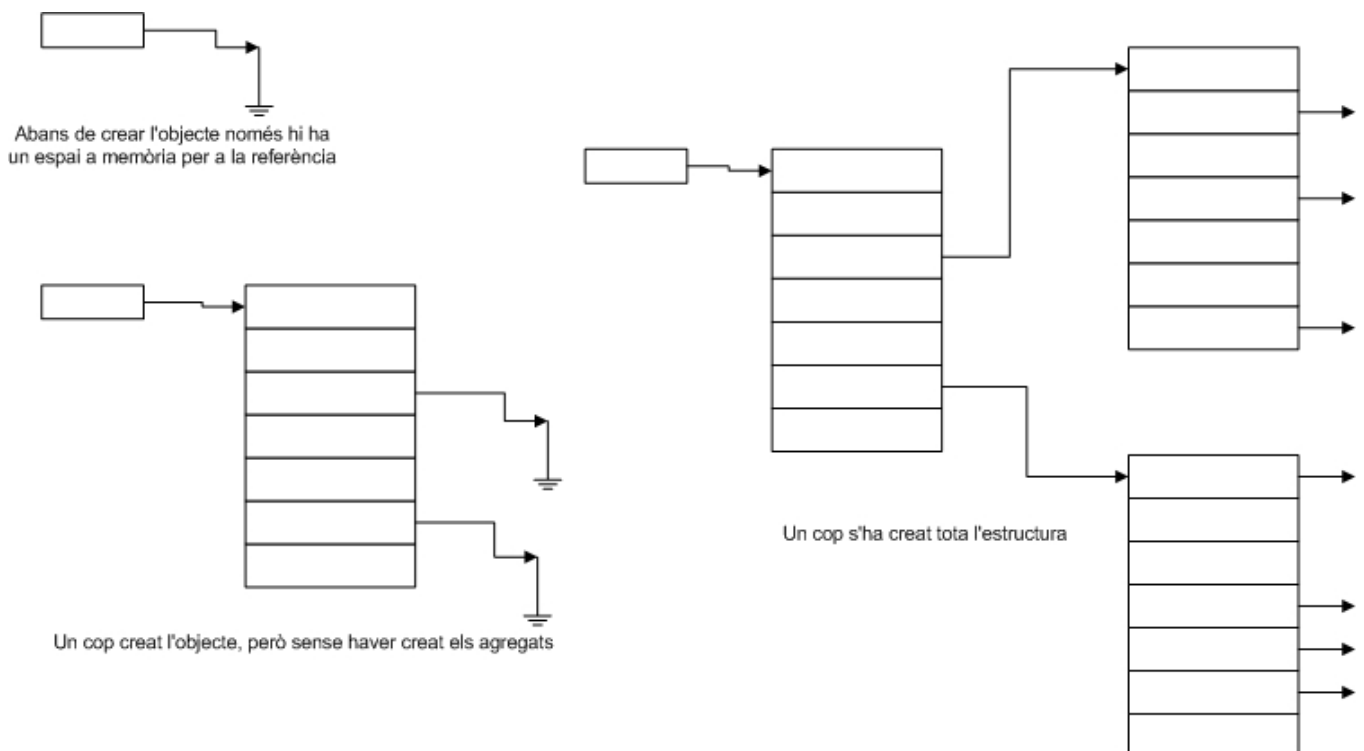 Abans de crear l'objecte només hi ha
un espai a memòria per a la referència
Un cop creat l'objecte, però sense haver creat els agregats
Un cop s'ha creat tota l'estructura